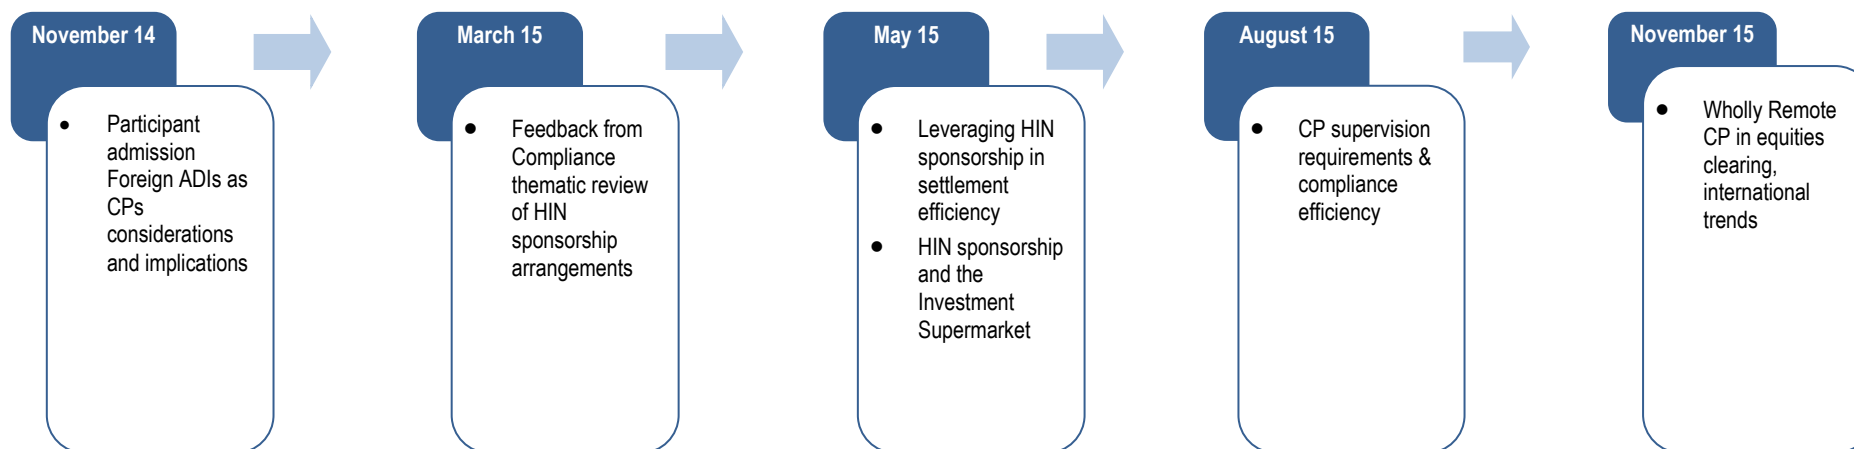 November 14
• Participant
admission
Foreign ADIs as
CPs
considerations
and implications
March 15
• Feedback from
Compliance
thematic review
of HIN
sponsorship
arrangements
May 15
• Leveraging HIN
sponsorship in
settlement
efficiency
• HIN sponsorship
and the
Investment
Supermarket
August 15
• CP supervision
requirements &
compliance
efficiency
November 15
• Wholly Remote
CP in equities
clearing,
international
trends